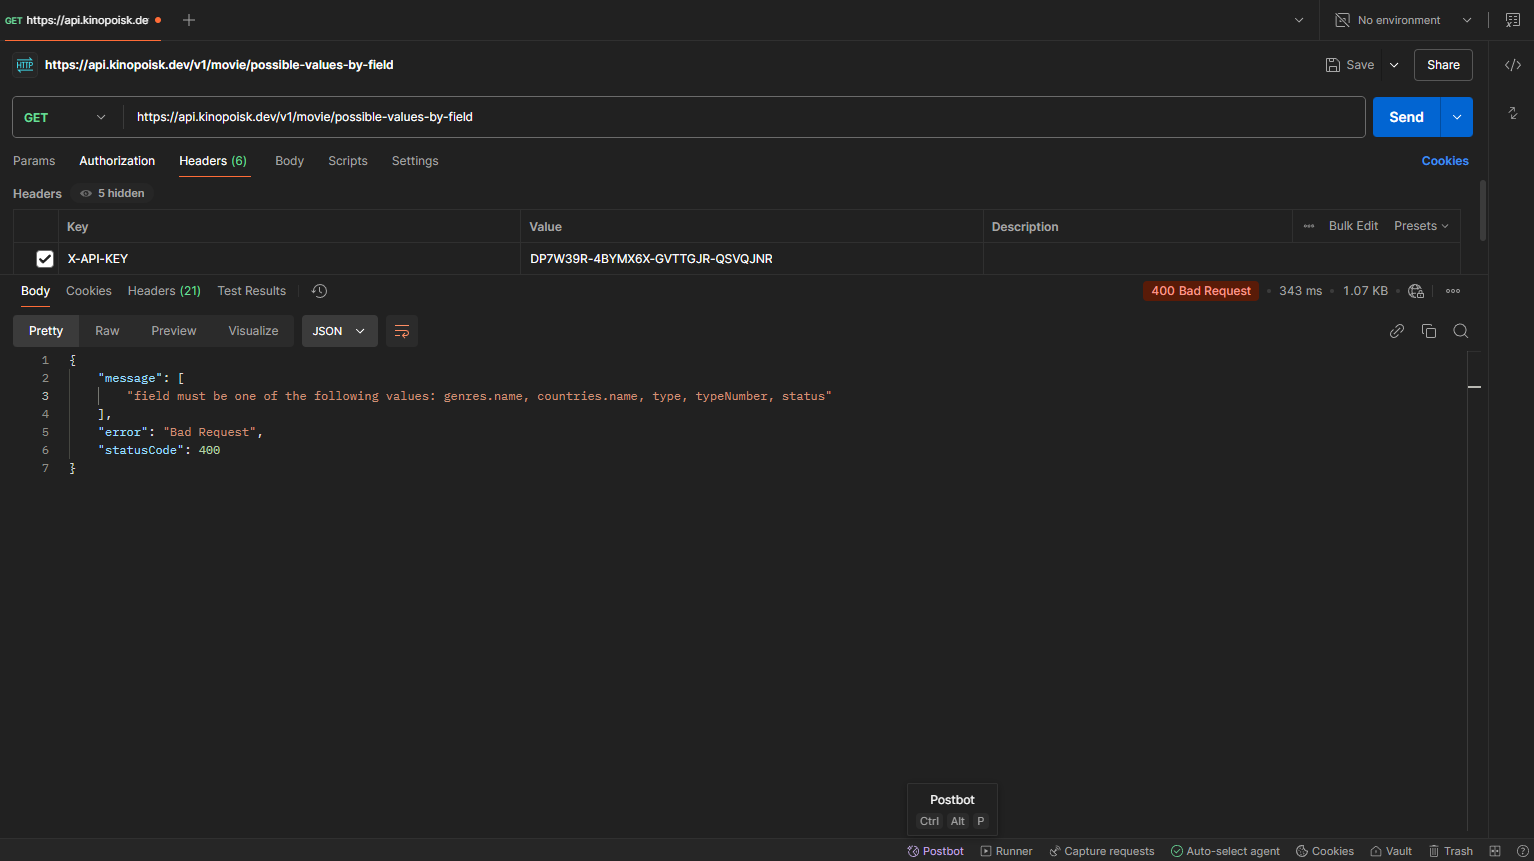 GET https://api.kinopoisk.de
No environment
HTTP https://api.kinopoisk.dev/v1/movie/possible-values-by-field
Save
Share
GET
https://api.kinopoisk.dev/v1/movie/possible-values-by-field
Send
Params Authorization Headers (6) Body Scripts Settings
Cookies
Headers 5 hidden
Key Value Description Bulk Edit Presets
X-API-KEY DP7W39R-4BYMX6X-GVTTGJR-QSVQJNR
Body Cookies Headers (21) Test Results
400 Bad Request • 343 ms • 1.07 KB •
Pretty Raw Preview Visualize JSON
1 {
2 "message": [
3 "field must be one of the following values: genres.name, countries.name, type, typeNumber, status"
4 ],
5 "error": "Bad Request",
6 "statusCode": 400
7 }
Postbot
Ctrl Alt P
Postbot Runner Capture requests Auto-select agent Cookies Vault Trash